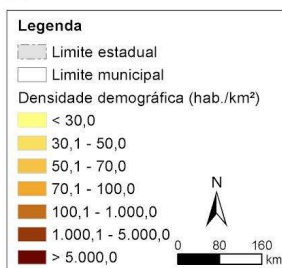 Legenda
Limite estadual
Limite municipal
Densidade demográfica (hab./km²)
< 30,0
30,1 - 50,0
50,1 - 70,0
70,1 - 100,0
100,1 - 1.000,0
1.000,1 - 5.000,0
> 5.000,0
N
0 80 160
km